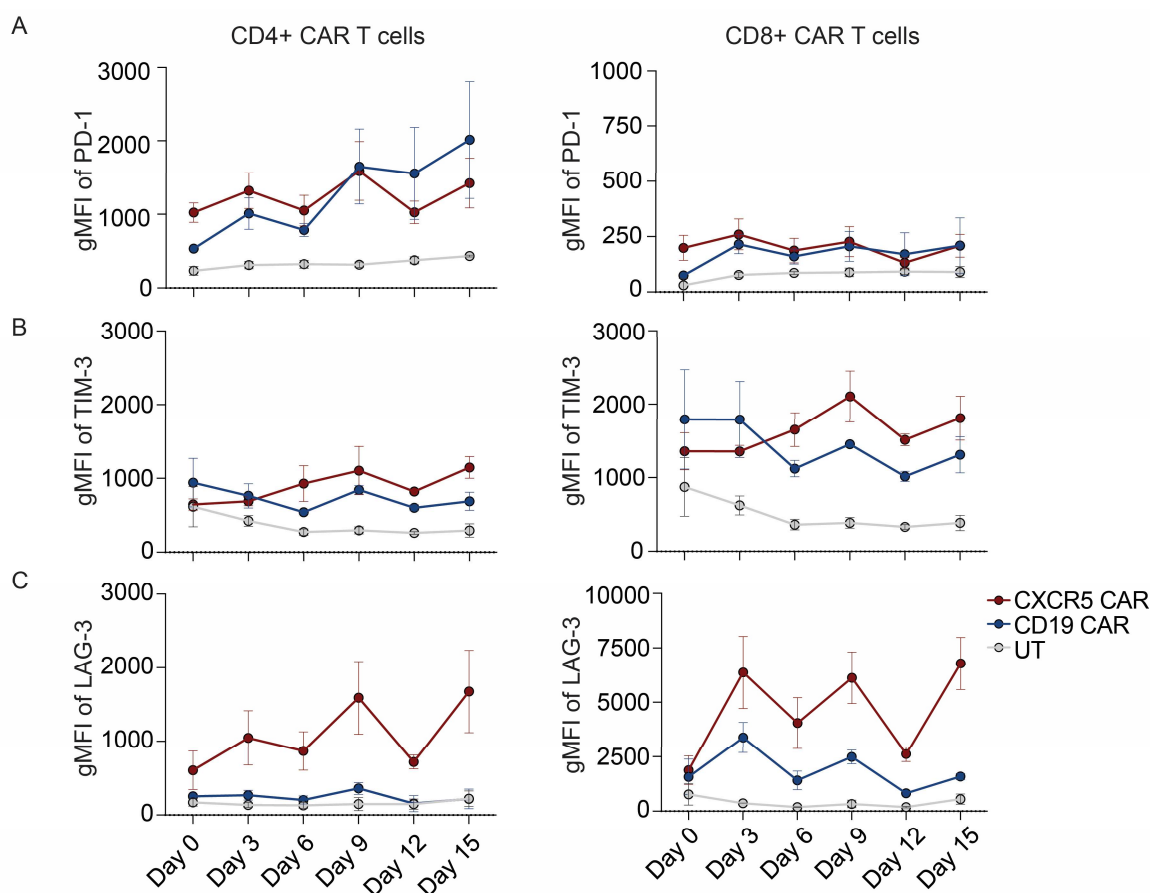 A
CD4+ CAR T cells
CD8+ CAR T cells
gMFI of PD-1
3000
2000
1000
0
gMFI of PD-1
1000
750
500
250
0
B
gMFI of TIM-3
3000
2000
1000
0
gMFI of TIM-3
3000
2000
1000
0
C
gMFI of LAG-3
3000
2000
1000
0
Day 0
Day 3
Day 6
Day 9
Day 12
Day 15
gMFI of LAG-3
10000
7500
5000
2500
0
Day 0
Day 3
Day 6
Day 9
Day 12
Day 15
CXCR5 CAR
CD19 CAR
UT